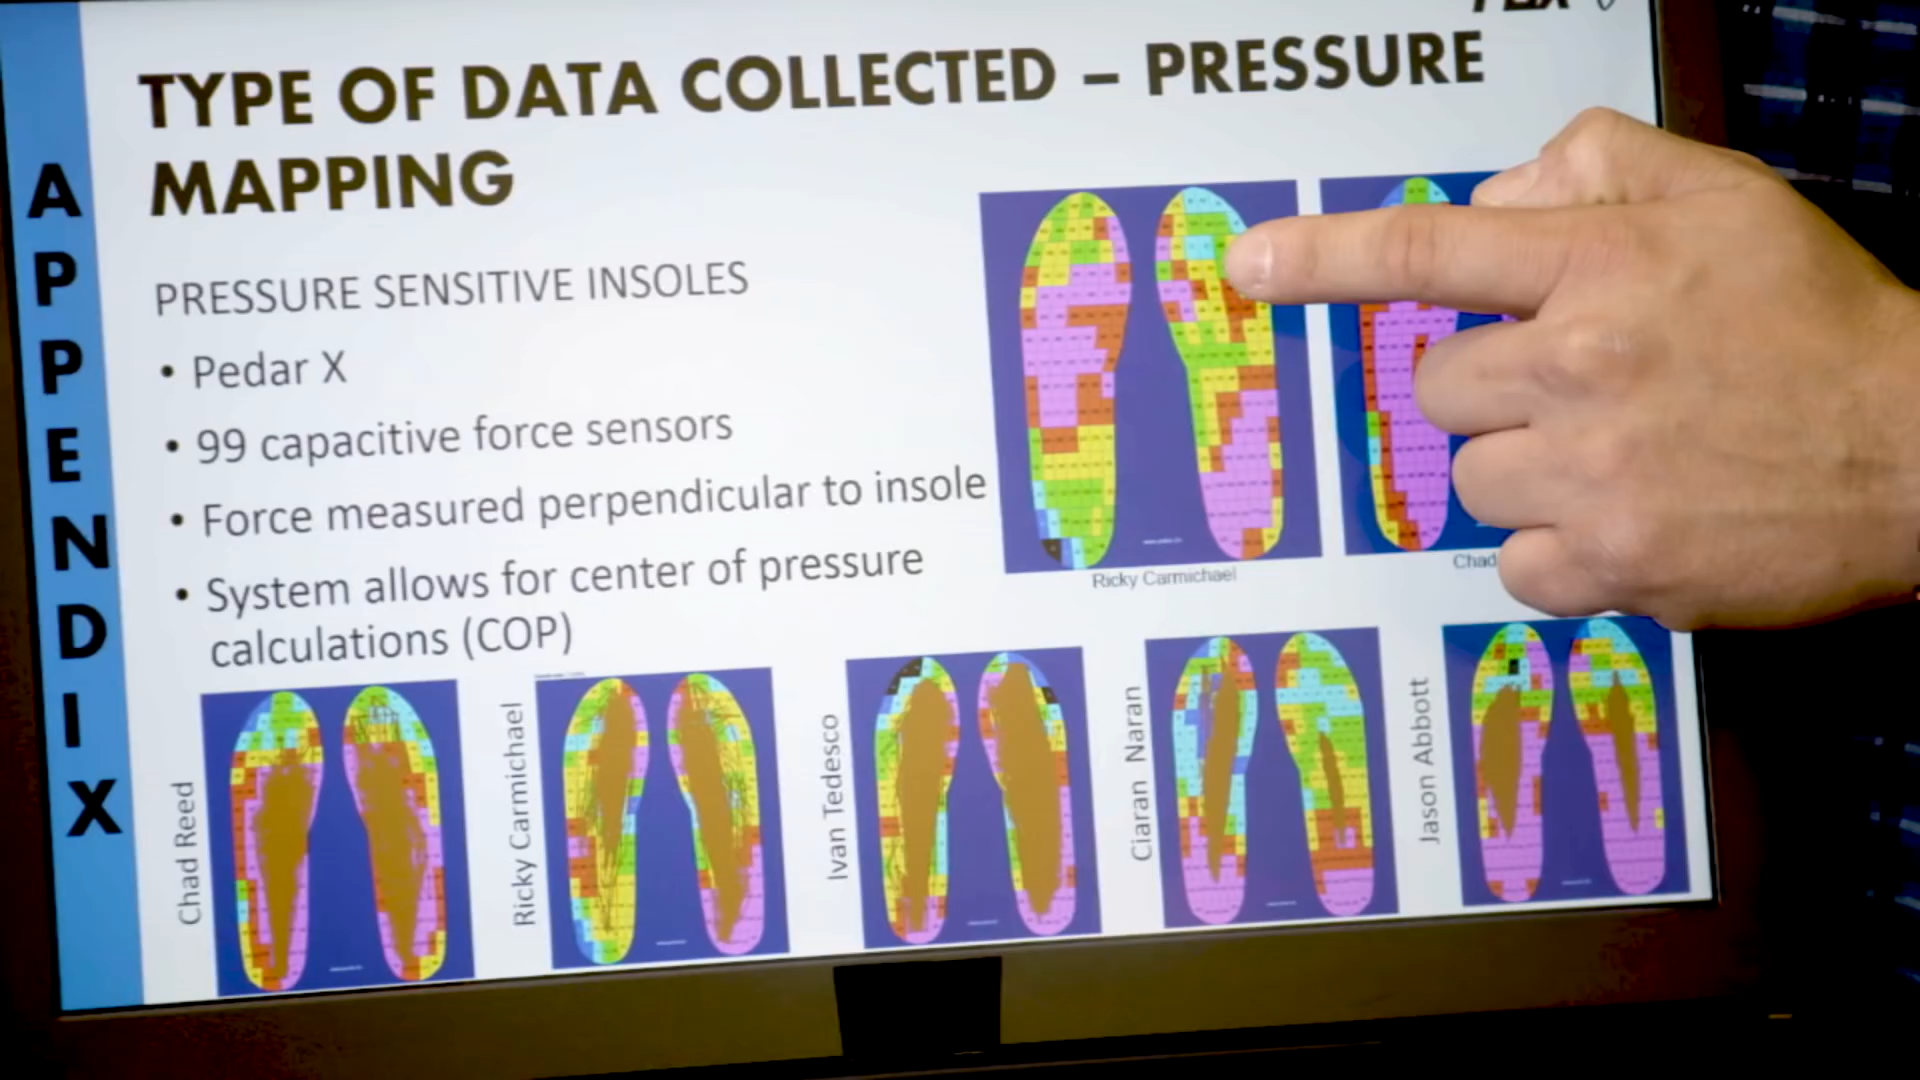 TYPE OF DATA COLLECTED – PRESSURE
MAPPING
APPENDIX
PRESSURE SENSITIVE INSOLES
• Pedar X
• 99 capacitive force sensors
• Force measured perpendicular to insole
• System allows for center of pressure
calculations (COP)
Ricky Carmichael
Chad
Chad Reed
Ricky Carmichael
Ivan Tedesco
Ciaran Naran
Jason Abbott